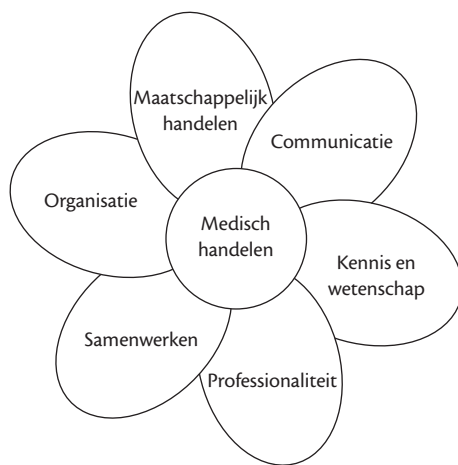 Maatschappelijk
handelen
Communicatie
Organisatie
Medisch
handelen
Kennis en
wetenschap
Samenwerken
Professionaliteit